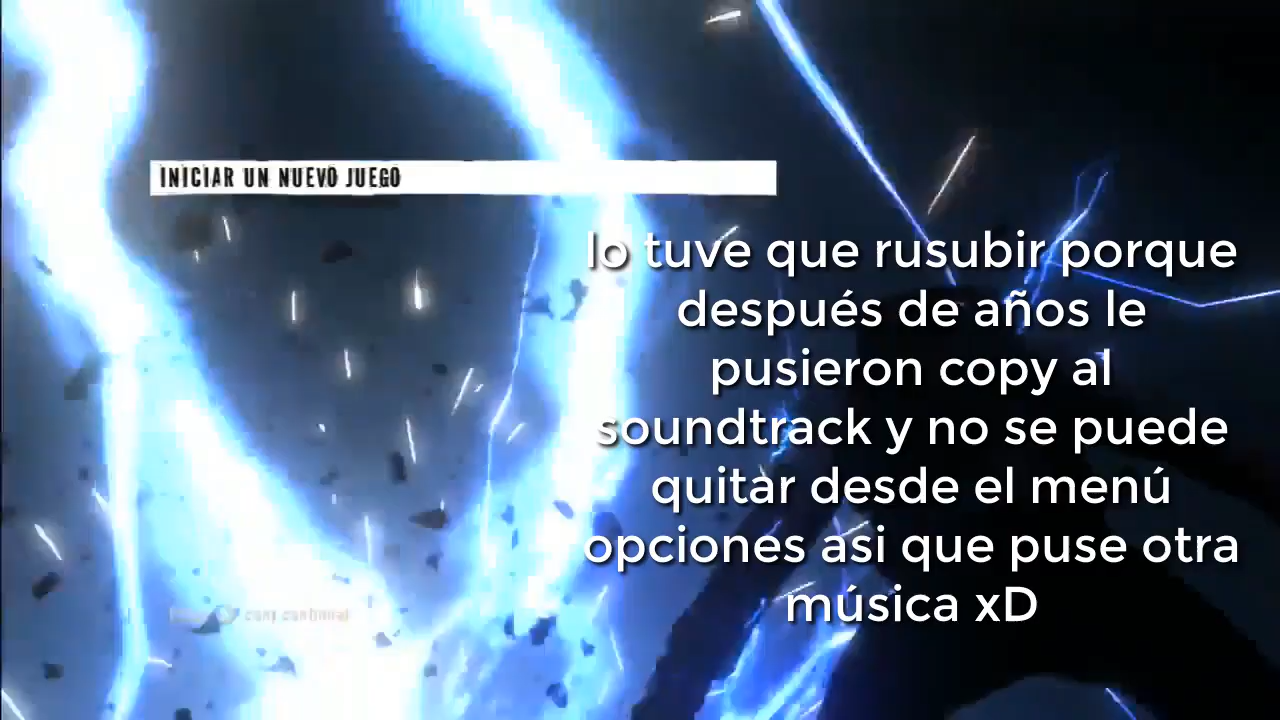 INICIAR UN NUEVO JUEGO
lo tuve que rusubir porque
después de años le
pusieron copy al
soundtrack y no se puede
quitar desde el menú
opciones asi que puse otra
música xD